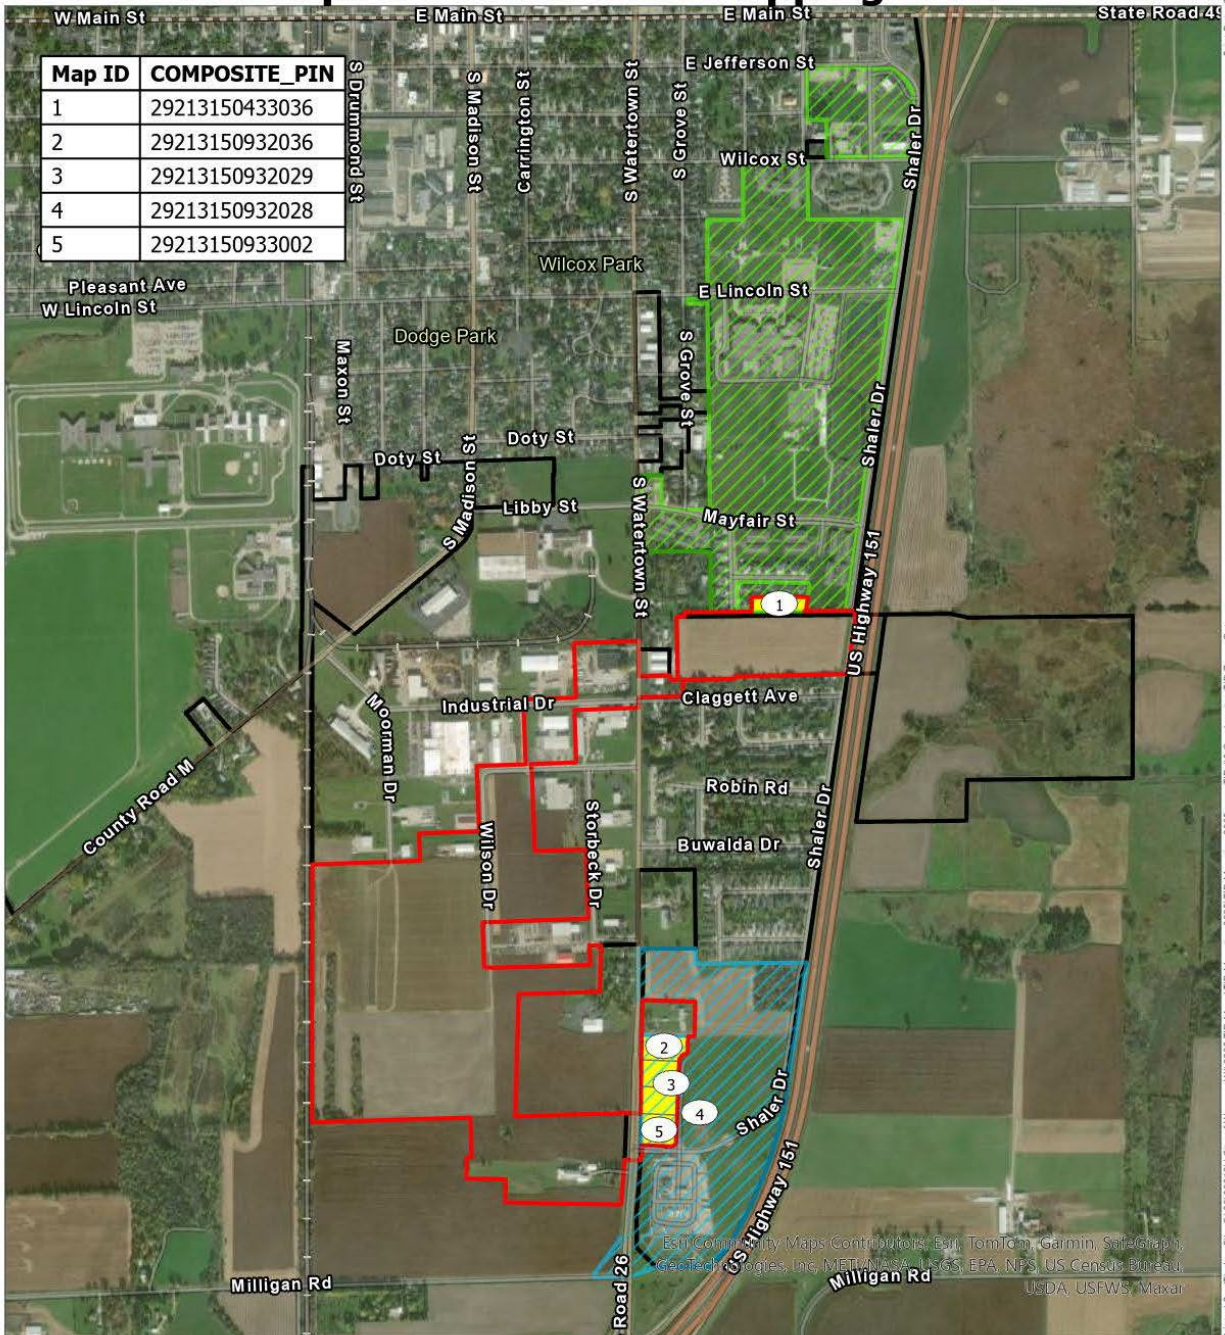 pping
W Main St
E Main St
E Main St
State Road 49
Map ID COMPOSITE_PIN
1 29213150433036
2 29213150932036
3 29213150932029
4 29213150932028
5 29213150933002
S Drummond St
S Madison St
Carrington St
S Watertown St
S Grove St
E Jefferson St
Wilcox St
Shaler Dr
Wilcox Park
Pleasant Ave
W Lincoln St
E Lincoln St
Dodge Park
Maxon St
S Grove St
Shaler Dr
Doty St
Doty St
S Madison St
Libby St
S Watertown St
Mayfair St
US Highway 151
1
Industrial Dr
Claggett Ave
Moorman Dr
County Road M
Robin Rd
Wilson Dr
Storbeck Dr
Buwalda Dr
Shaler Dr
2
3
4
5
Shaler Dr
US Highway 151
Esri Community Maps Contributors, Esri, TomTom, Garmin, SafeGraph,
GeoTechnologies, Inc, METI/NASA, USGS, EPA, NPS, US Census Bureau,
USDA, USFWS, Maxar
Milligan Rd
Road 26
Milligan Rd